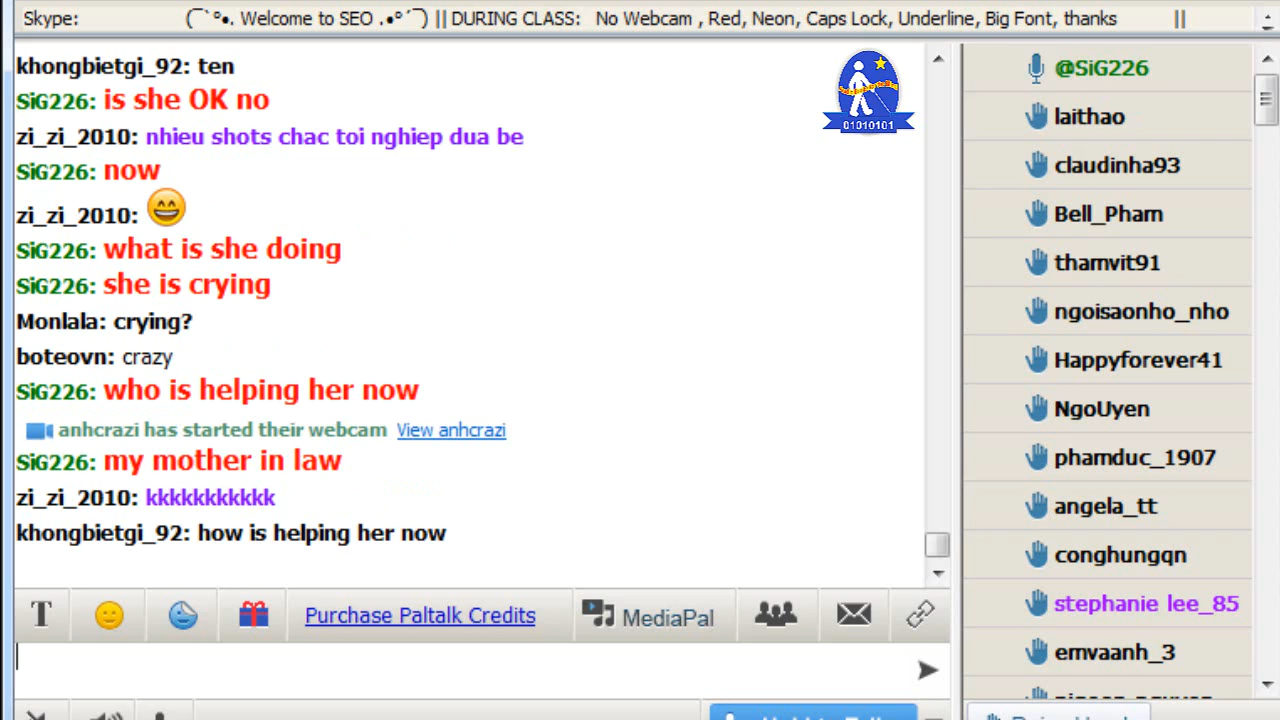 Skype: (¯`°•. Welcome to SEO .•°´¯) || DURING CLASS: No Webcam , Red, Neon, Caps Lock, Underline, Big Font, thanks ||
khongbietgi_92: ten
SiG226: is she OK no
zi_zi_2010: nhieu shots chac toi nghiep dua be
SiG226: now
zi_zi_2010: 😄
SiG226: what is she doing
SiG226: she is crying
Monlala: crying?
boteovn: crazy
SiG226: who is helping her now
anhcrazi has started their webcam View anhcrazi
SiG226: my mother in law
zi_zi_2010: kkkkkkkkkkk
khongbietgi_92: how is helping her now
01010101
T Purchase Paltalk Credits MediaPal
@SiG226
laithao
claudinha93
Bell_Pham
thamvit91
ngoisaonho_nho
Happyforever41
NgoUyen
phamduc_1907
angela_tt
conghungqn
stephanie lee_85
emvaanh_3